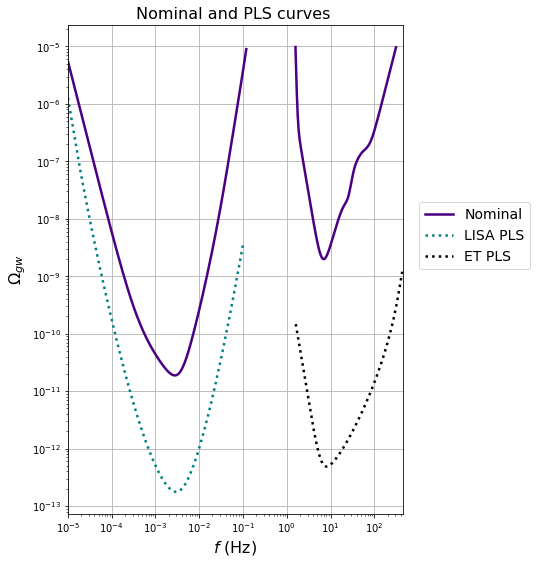 Nominal and PLS curves
Ω_gw
10⁻⁵
10⁻⁶
10⁻⁷
10⁻⁸
10⁻⁹
10⁻¹⁰
10⁻¹¹
10⁻¹²
10⁻¹³
10⁻⁵ 10⁻⁴ 10⁻³ 10⁻² 10⁻¹ 10⁰ 10¹ 10²
f (Hz)
Nominal
LISA PLS
ET PLS